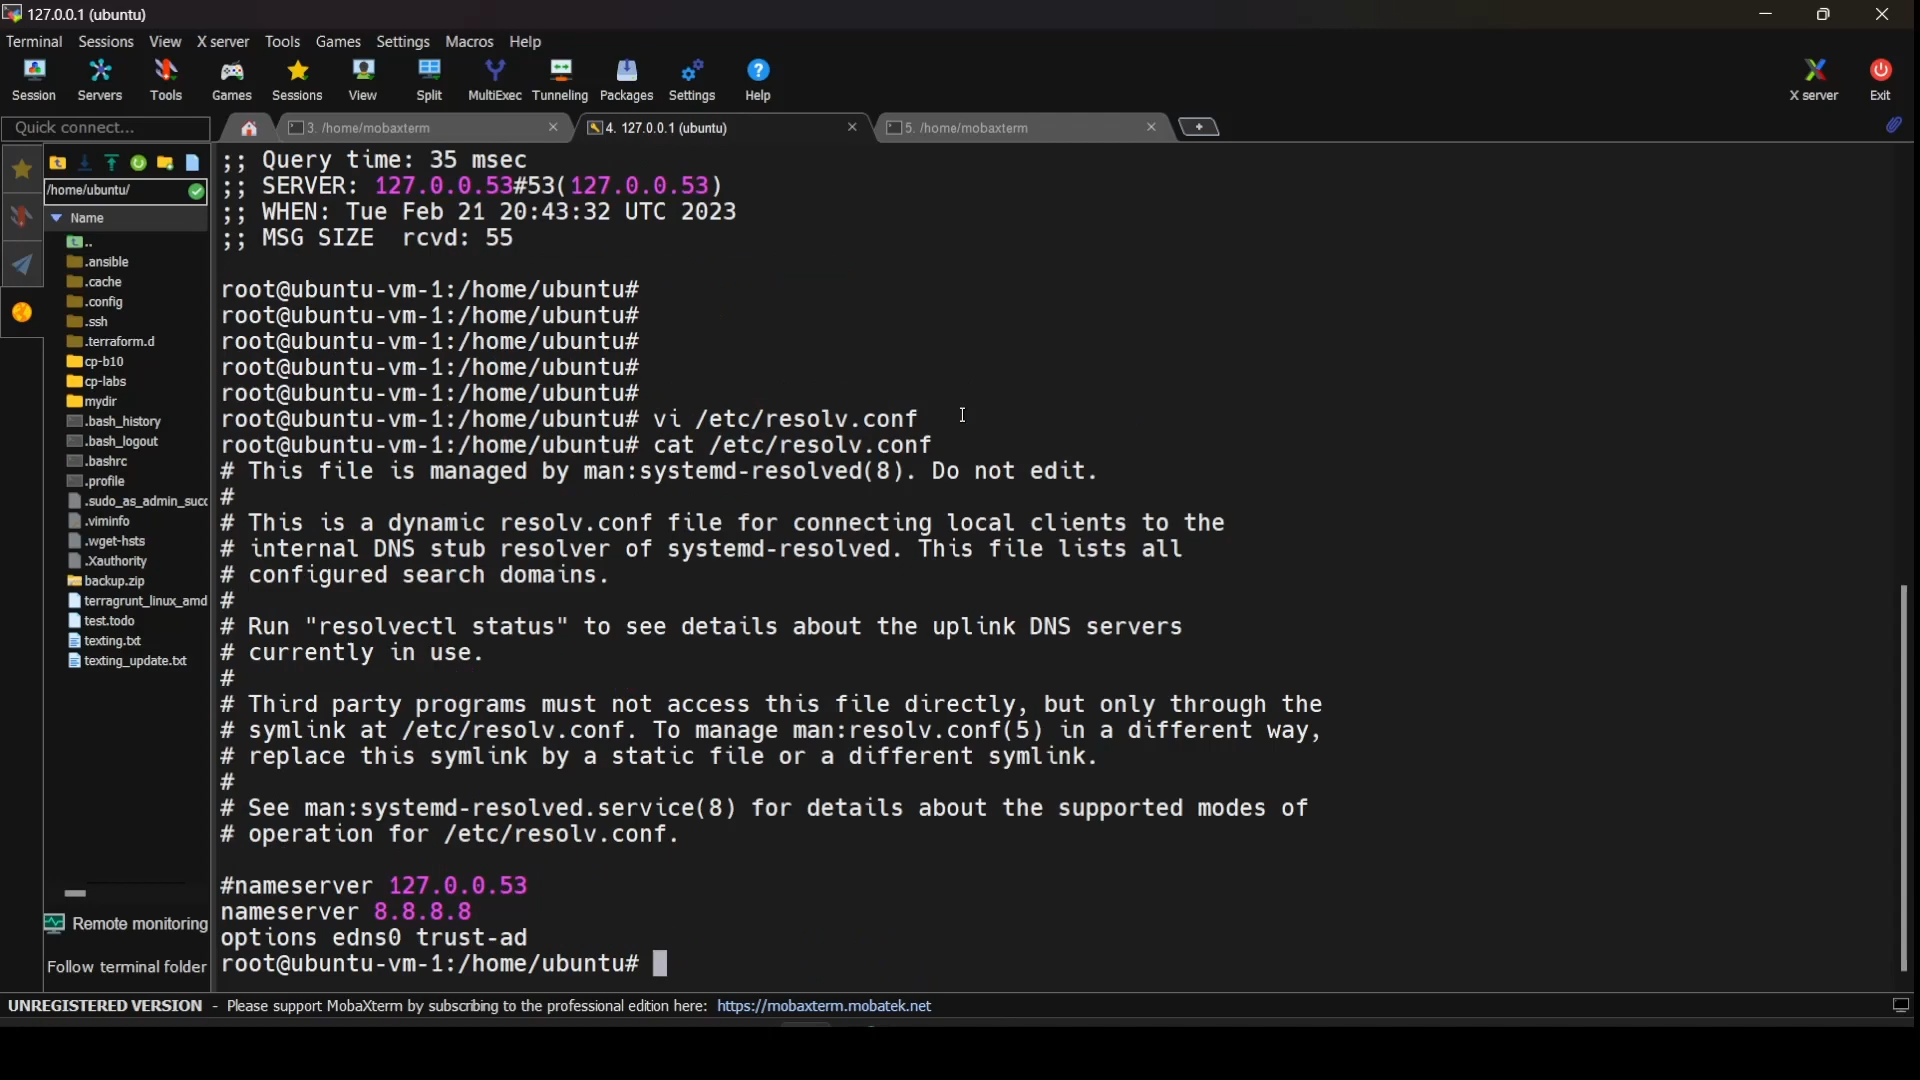 127.0.0.1 (ubuntu)
Terminal Sessions View X server Tools Games Settings Macros Help
Session Servers Tools Games Sessions View Split MultiExec Tunneling Packages Settings Help X server Exit
Quick connect... 3. /home/mobaxterm 4. 127.0.0.1 (ubuntu) 5. /home/mobaxterm
/home/ubuntu/
Name
..
.ansible
.cache
.config
.ssh
.terraform.d
cp-b10
cp-labs
mydir
.bash_history
.bash_logout
.bashrc
.profile
.sudo_as_admin_succ
.viminfo
.wget-hsts
.Xauthority
backup.zip
terragrunt_linux_amd
test.todo
texting.txt
texting_update.txt
Remote monitoring
Follow terminal folder
;; Query time: 35 msec
;; SERVER: 127.0.0.53#53(127.0.0.53)
;; WHEN: Tue Feb 21 20:43:32 UTC 2023
;; MSG SIZE  rcvd: 55
root@ubuntu-vm-1:/home/ubuntu#
root@ubuntu-vm-1:/home/ubuntu#
root@ubuntu-vm-1:/home/ubuntu#
root@ubuntu-vm-1:/home/ubuntu#
root@ubuntu-vm-1:/home/ubuntu#
root@ubuntu-vm-1:/home/ubuntu# vi /etc/resolv.conf
root@ubuntu-vm-1:/home/ubuntu# cat /etc/resolv.conf
# This file is managed by man:systemd-resolved(8). Do not edit.
#
# This is a dynamic resolv.conf file for connecting local clients to the
# internal DNS stub resolver of systemd-resolved. This file lists all
# configured search domains.
#
# Run "resolvectl status" to see details about the uplink DNS servers
# currently in use.
#
# Third party programs must not access this file directly, but only through the
# symlink at /etc/resolv.conf. To manage man:resolv.conf(5) in a different way,
# replace this symlink by a static file or a different symlink.
#
# See man:systemd-resolved.service(8) for details about the supported modes of
# operation for /etc/resolv.conf.
#nameserver 127.0.0.53
nameserver 8.8.8.8
options edns0 trust-ad
root@ubuntu-vm-1:/home/ubuntu#
UNREGISTERED VERSION - Please support MobaXterm by subscribing to the professional edition here: https://mobaxterm.mobatek.net